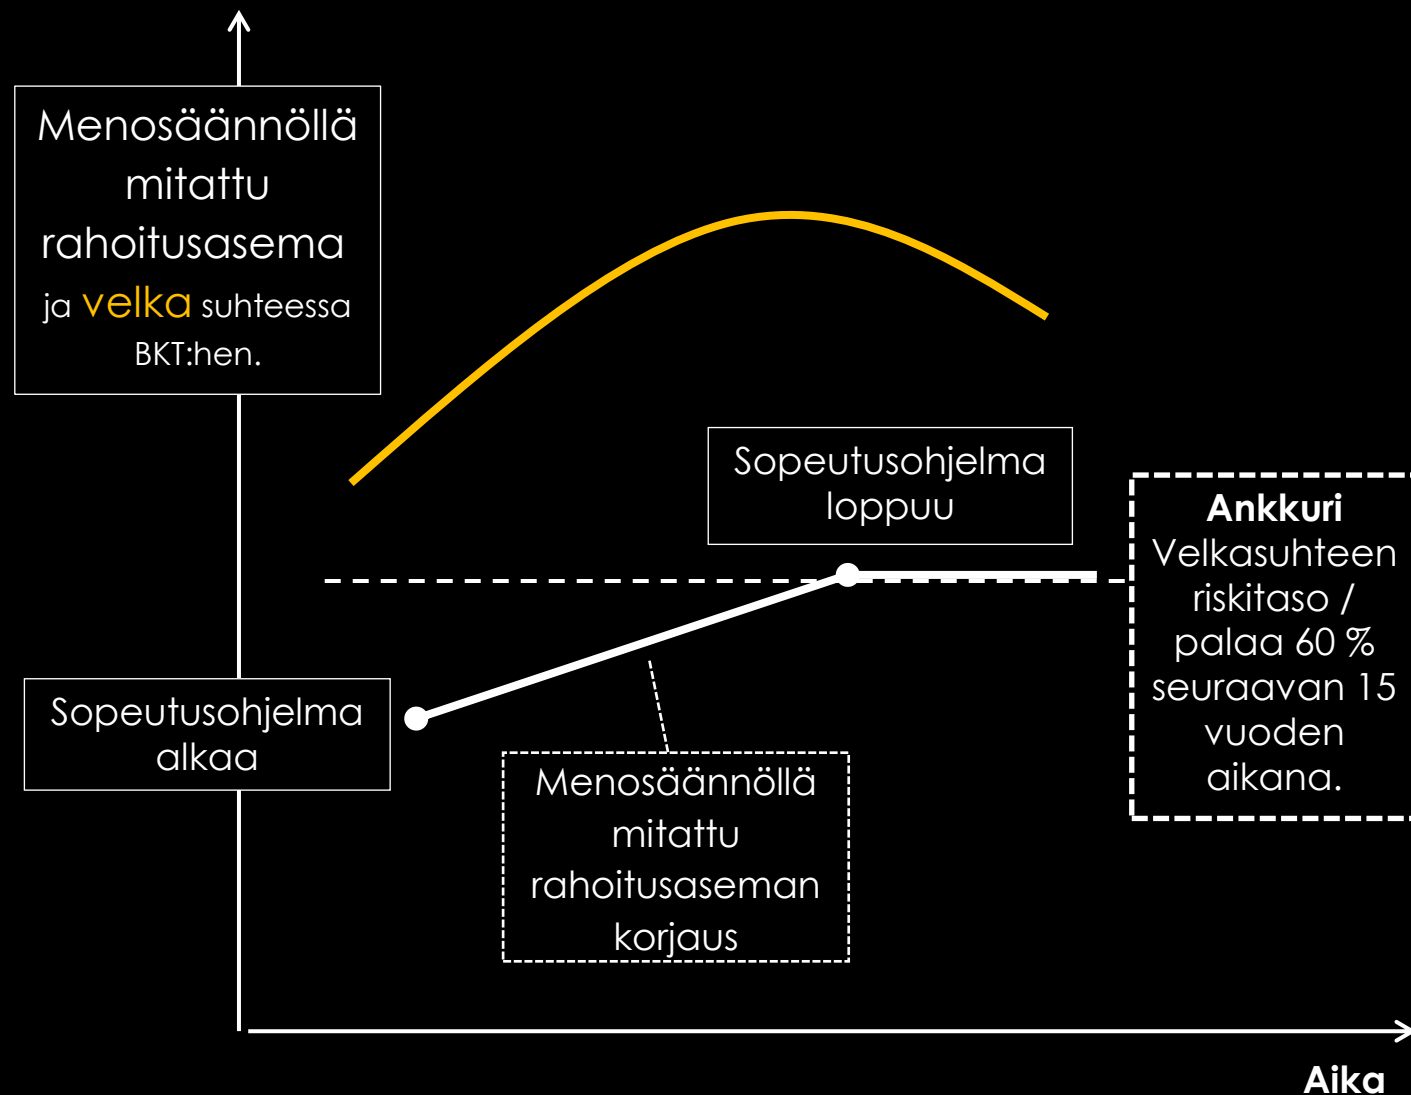 Menosäännöllä
mitattu
rahoitusasema
ja velka suhteessa
BKT:hen.
Sopeutusohjelma
loppuu
Ankkuri
Velkasuhteen
riskitaso /
palaa 60 %
seuraavan 15
vuoden
aikana.
Sopeutusohjelma
alkaa
Menosäännöllä
mitattu
rahoitusaseman
korjaus
Aika